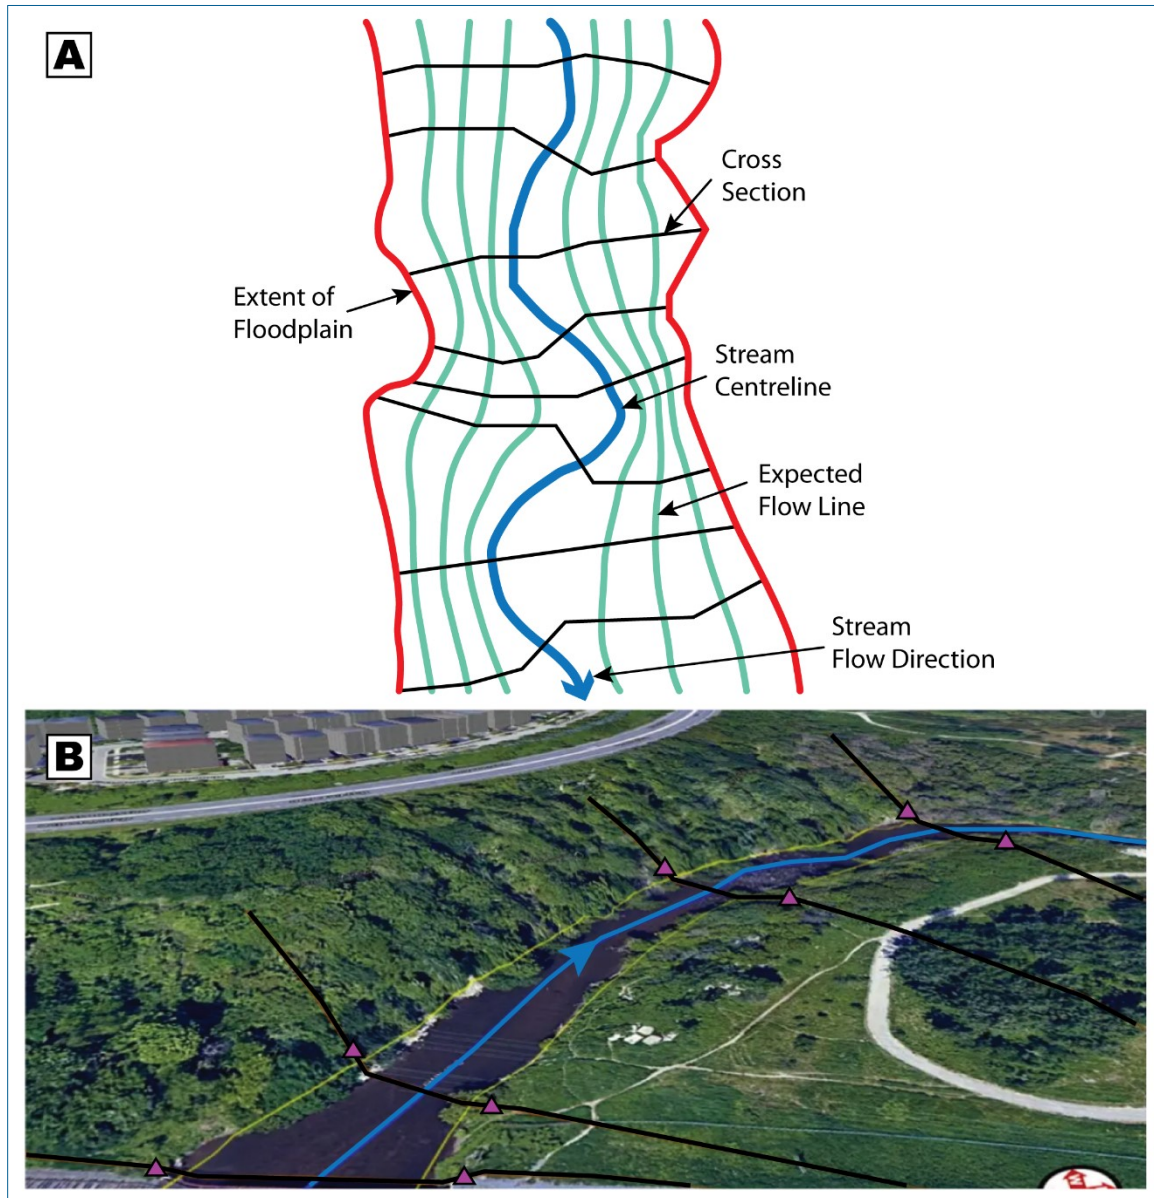 A
Cross
Section
Extent of
Floodplain
Stream
Centreline
Expected
Flow Line
Stream
Flow Direction
B